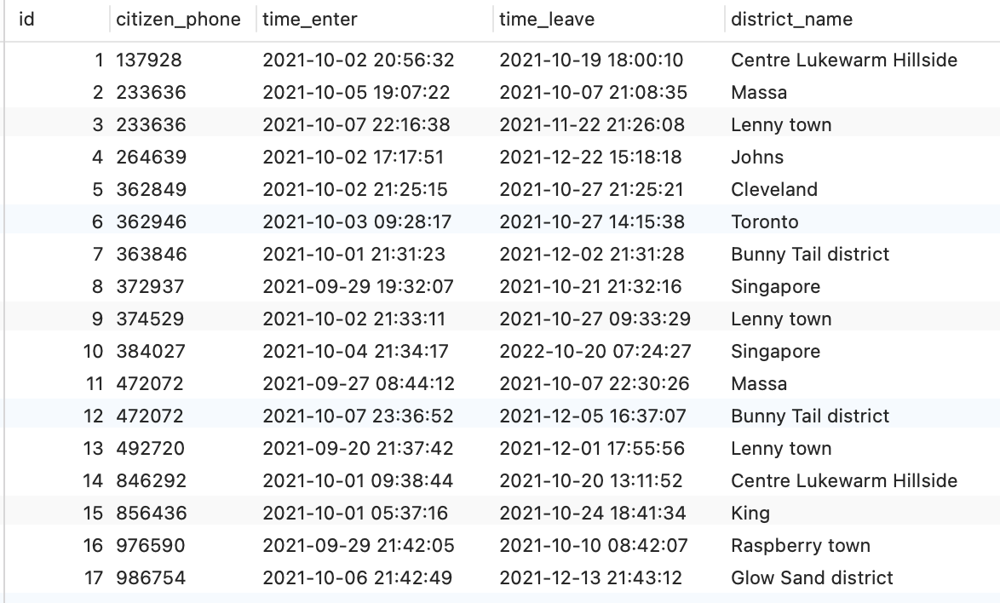 id citizen_phone time_enter time_leave district_name
1 137928 2021-10-02 20:56:32 2021-10-19 18:00:10 Centre Lukewarm Hillside
2 233636 2021-10-05 19:07:22 2021-10-07 21:08:35 Massa
3 233636 2021-10-07 22:16:38 2021-11-22 21:26:08 Lenny town
4 264639 2021-10-02 17:17:51 2021-12-22 15:18:18 Johns
5 362849 2021-10-02 21:25:15 2021-10-27 21:25:21 Cleveland
6 362946 2021-10-03 09:28:17 2021-10-27 14:15:38 Toronto
7 363846 2021-10-01 21:31:23 2021-12-02 21:31:28 Bunny Tail district
8 372937 2021-09-29 19:32:07 2021-10-21 21:32:16 Singapore
9 374529 2021-10-02 21:33:11 2021-10-27 09:33:29 Lenny town
10 384027 2021-10-04 21:34:17 2022-10-20 07:24:27 Singapore
11 472072 2021-09-27 08:44:12 2021-10-07 22:30:26 Massa
12 472072 2021-10-07 23:36:52 2021-12-05 16:37:07 Bunny Tail district
13 492720 2021-09-20 21:37:42 2021-12-01 17:55:56 Lenny town
14 846292 2021-10-01 09:38:44 2021-10-20 13:11:52 Centre Lukewarm Hillside
15 856436 2021-10-01 05:37:16 2021-10-24 18:41:34 King
16 976590 2021-09-29 21:42:05 2021-10-10 08:42:07 Raspberry town
17 986754 2021-10-06 21:42:49 2021-12-13 21:43:12 Glow Sand district